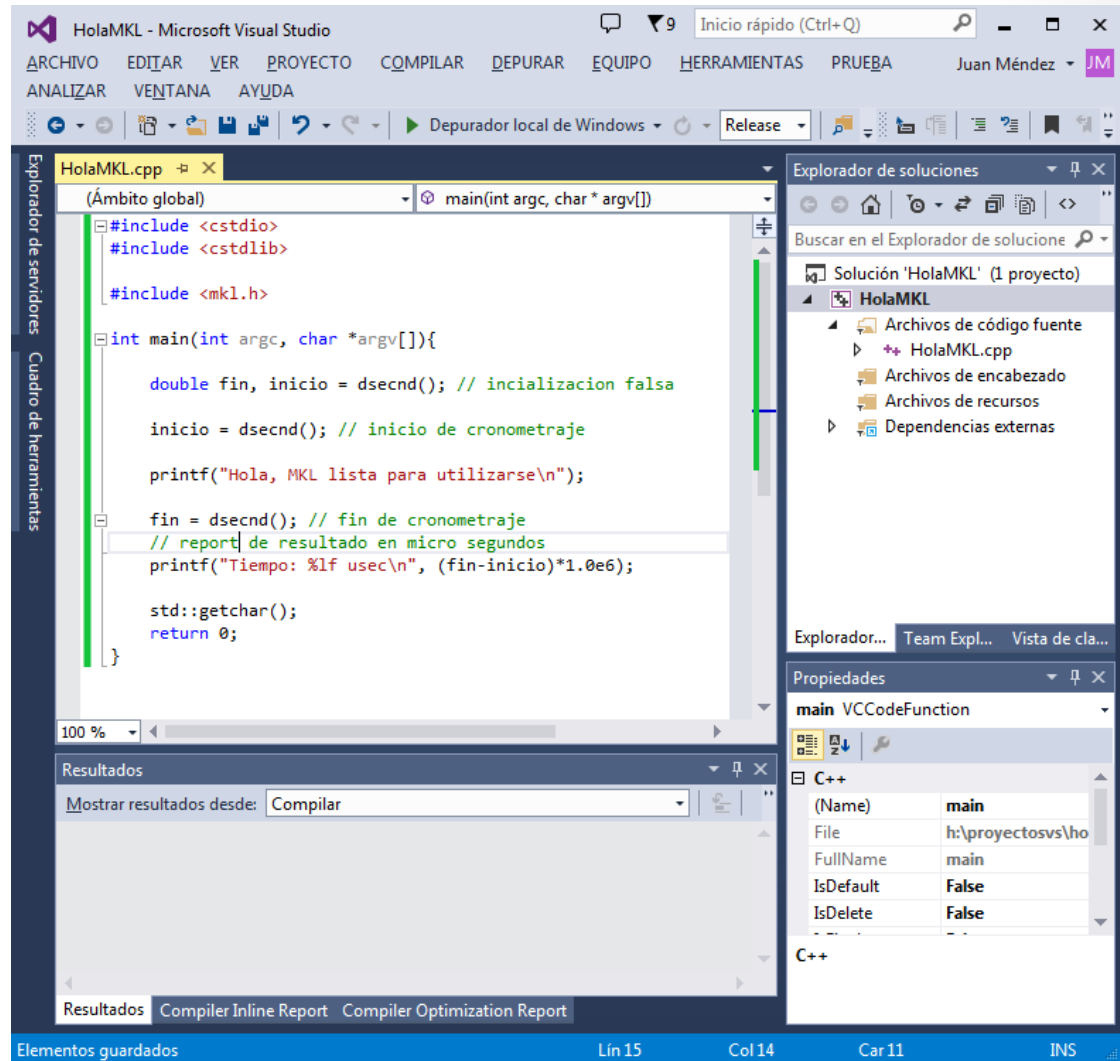 HolaMKL - Microsoft Visual Studio
9
Inicio rápido (Ctrl+Q)
ARCHIVO EDITAR VER PROYECTO COMPILAR DEPURAR EQUIPO HERRAMIENTAS PRUEBA Juan Méndez JM
ANALIZAR VENTANA AYUDA
Depurador local de Windows Release
Explorador de servidores
Cuadro de herramientas
HolaMKL.cpp
(Ámbito global) main(int argc, char * argv[])
#include <cstdio>
#include <cstdlib>
#include <mkl.h>
int main(int argc, char *argv[]){
double fin, inicio = dsecnd(); // incializacion falsa
inicio = dsecnd(); // inicio de cronometraje
printf("Hola, MKL lista para utilizarse\n");
fin = dsecnd(); // fin de cronometraje
// report de resultado en micro segundos
printf("Tiempo: %lf usec\n", (fin-inicio)*1.0e6);
std::getchar();
return 0;
}
100 %
Resultados
Mostrar resultados desde: Compilar
Resultados Compiler Inline Report Compiler Optimization Report
Explorador de soluciones
Buscar en el Explorador de solucione
Solución 'HolaMKL' (1 proyecto)
HolaMKL
Archivos de código fuente
HolaMKL.cpp
Archivos de encabezado
Archivos de recursos
Dependencias externas
Explorador... Team Expl... Vista de cla...
Propiedades
main VCCodeFunction
C++
(Name) main
File h:\proyectosvs\ho
FullName main
IsDefault False
IsDelete False
C++
Elementos guardados Lín 15 Col 14 Car 11 INS